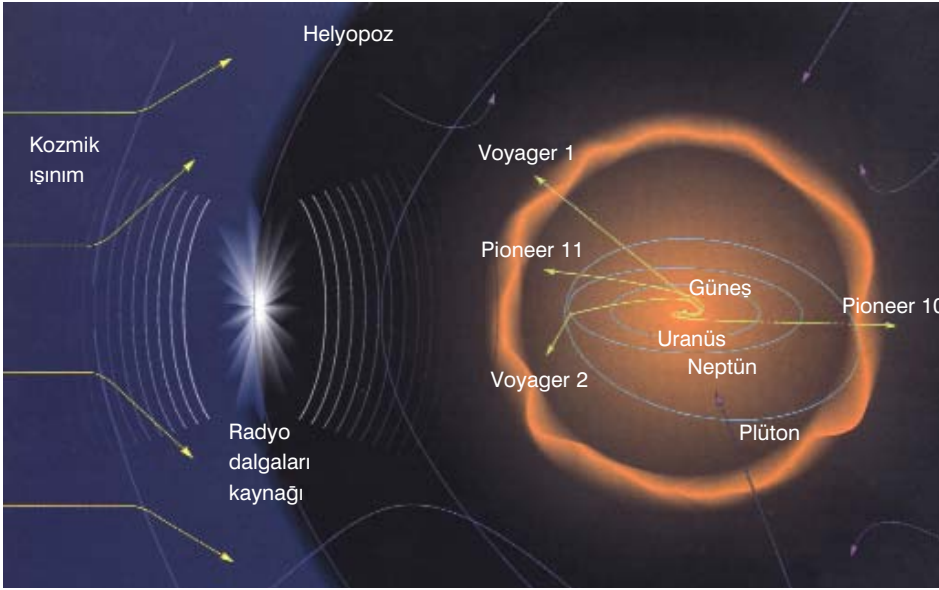 Helyopoz
Kozmik
ışınım
Voyager 1
Pioneer 11
Güneş
Pioneer 10
Uranüs
Neptün
Voyager 2
Plüton
Radyo
dalgaları
kaynağı